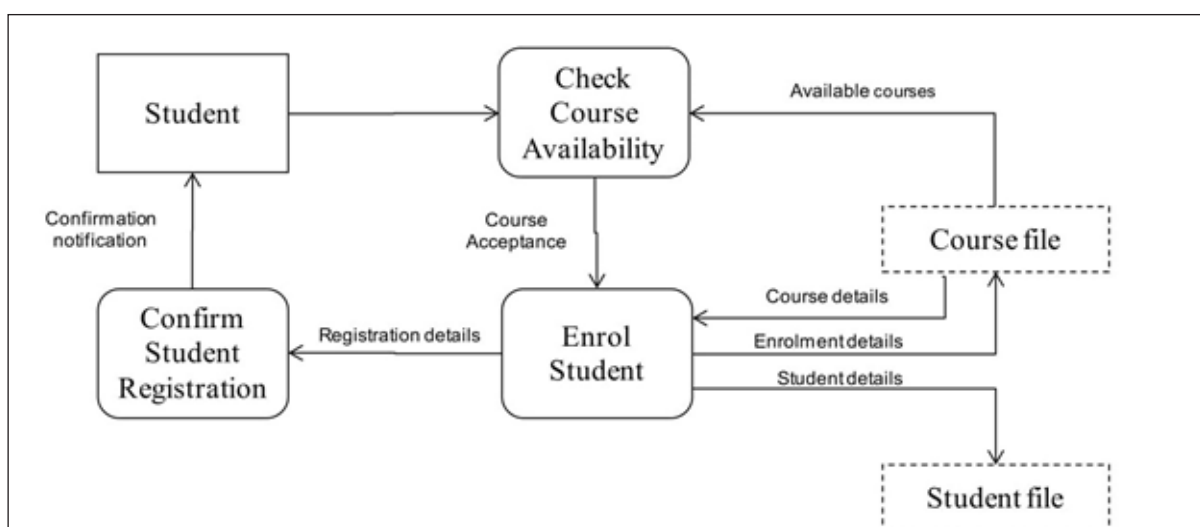 Student
Check
Course
Availability
Available courses
Confirmation
notification
Course
Acceptance
Course file
Confirm
Student
Registration
Registration details
Enrol
Student
Course details
Enrolment details
Student details
Student file